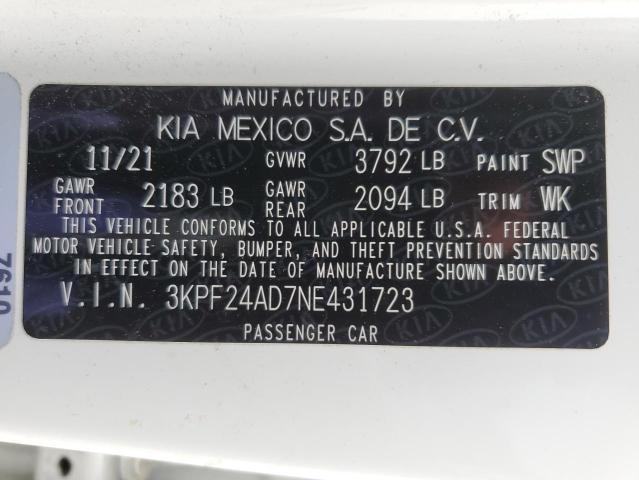 MANUFACTURED BY
KIA MEXICO S.A. DE C.V.
11/21 GVWR 3792 LB PAINT SWP
GAWR FRONT 2183 LB GAWR REAR 2094 LB TRIM WK
THIS VEHICLE CONFORMS TO ALL APPLICABLE U.S.A. FEDERAL
MOTOR VEHICLE SAFETY, BUMPER, AND THEFT PREVENTION STANDARDS
IN EFFECT ON THE DATE OF MANUFACTURE SHOWN ABOVE.
V.I.N. 3KPF24AD7NE431723
PASSENGER CAR